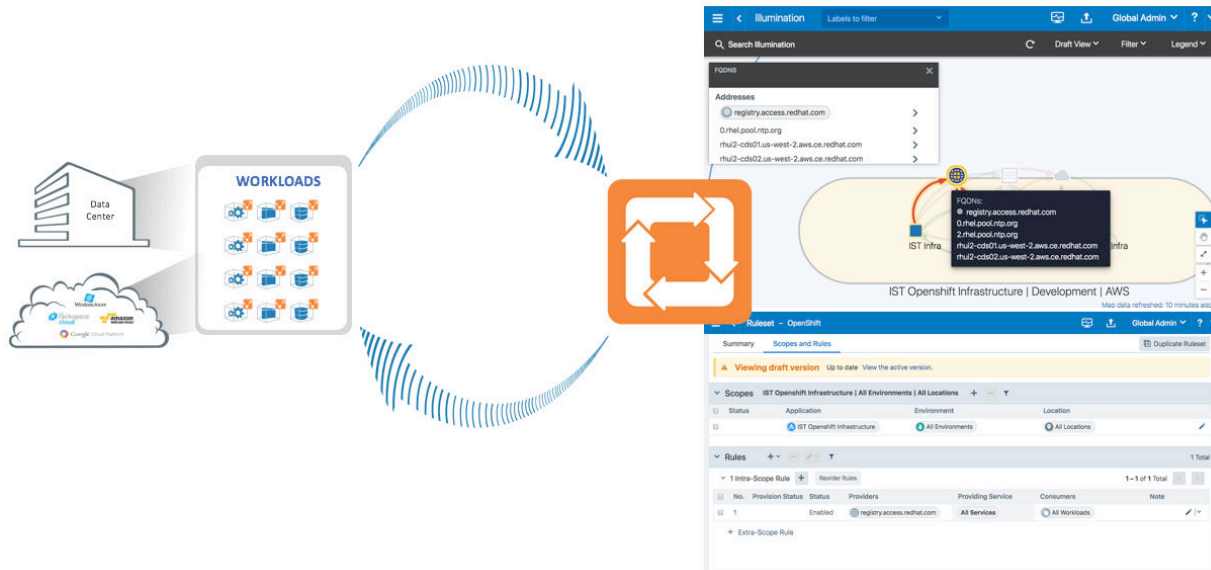 Data
Center
WORKLOADS
WindowsAzure
rackspace
cloud
amazon
webservices
Google Cloud Platform
Illumination
Labels to filter
Global Admin
?
Search Illumination
Draft View
Filter
Legend
FQDNS
Addresses
registry.access.redhat.com
0.rhel.pool.ntp.org
rhui2-cds01.us-west-2.aws.ce.redhat.com
rhui2-cds02.us-west-2.aws.ce.redhat.com
FQDNs:
registry.access.redhat.com
0.rhel.pool.ntp.org
2.rhel.pool.ntp.org
rhui2-cds01.us-west-2.aws.ce.redhat.com
rhui2-cds02.us-west-2.aws.ce.redhat.com
IST Infra
Infra
IST Openshift Infrastructure | Development | AWS
Map data refreshed: 10 minutes ago
Ruleset – OpenShift
Global Admin
?
Summary
Scopes and Rules
Duplicate Ruleset
Viewing draft version Up to date View the active version.
Scopes IST Openshift Infrastructure | All Environments | All Locations
Status Application Environment Location
IST Openshift Infrastructure All Environments All Locations
Rules 1 Total
1 Intra-Scope Rule + Reorder Rules 1 – 1 of 1 Total
No. Provision Status Status Providers Providing Service Consumers Note
1 Enabled registry.access.redhat.com All Services All Workloads
+ Extra-Scope Rule